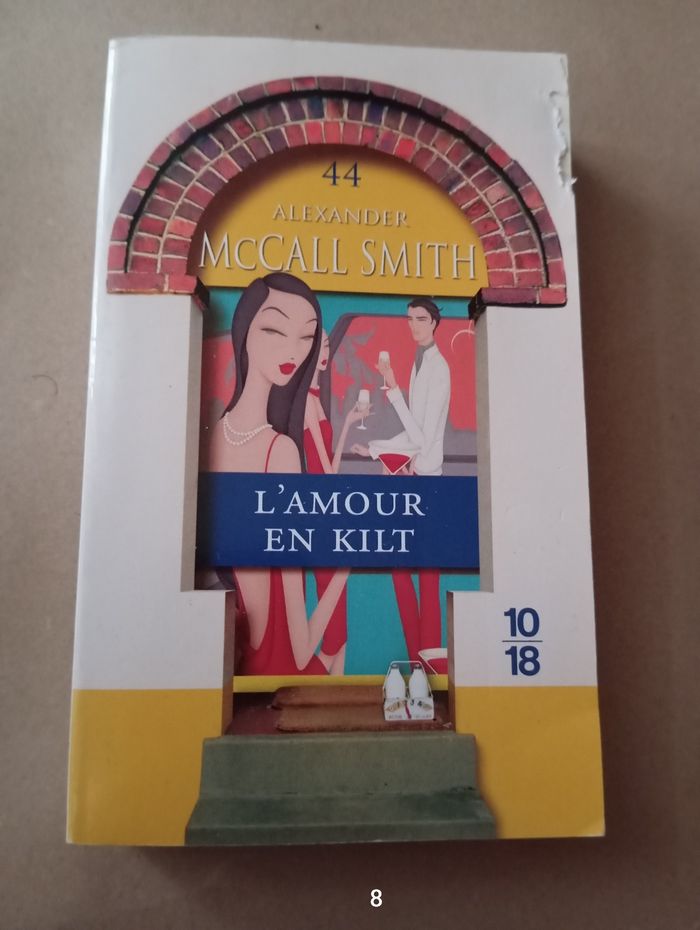 44
ALEXANDER
McCALL SMITH
L'AMOUR
EN KILT
10
18
8